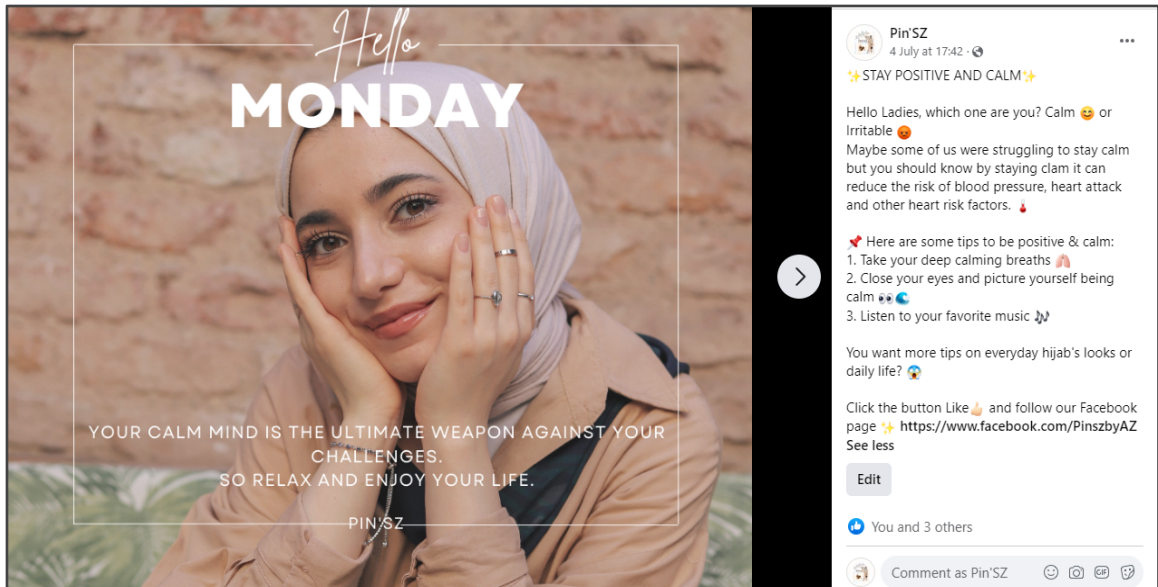 Hello
MONDAY
YOUR CALM MIND IS THE ULTIMATE WEAPON AGAINST YOUR
CHALLENGES.
SO RELAX AND ENJOY YOUR LIFE.
PIN'SZ
Pin'SZ
4 July at 17:42 ·
✨STAY POSITIVE AND CALM✨
Hello Ladies, which one are you? Calm 😊 or
Irritable 😡
Maybe some of us were struggling to stay calm
but you should know by staying clam it can
reduce the risk of blood pressure, heart attack
and other heart risk factors. 🌡️
📌 Here are some tips to be positive & calm:
1. Take your deep calming breaths 🫁
2. Close your eyes and picture yourself being
calm 👀🌊
3. Listen to your favorite music 🎶
You want more tips on everyday hijab's looks or
daily life? 😱
Click the button Like👍🏻 and follow our Facebook
page ✨ https://www.facebook.com/PinszbyAZ
See less
Edit
You and 3 others
Comment as Pin'SZ
GIF